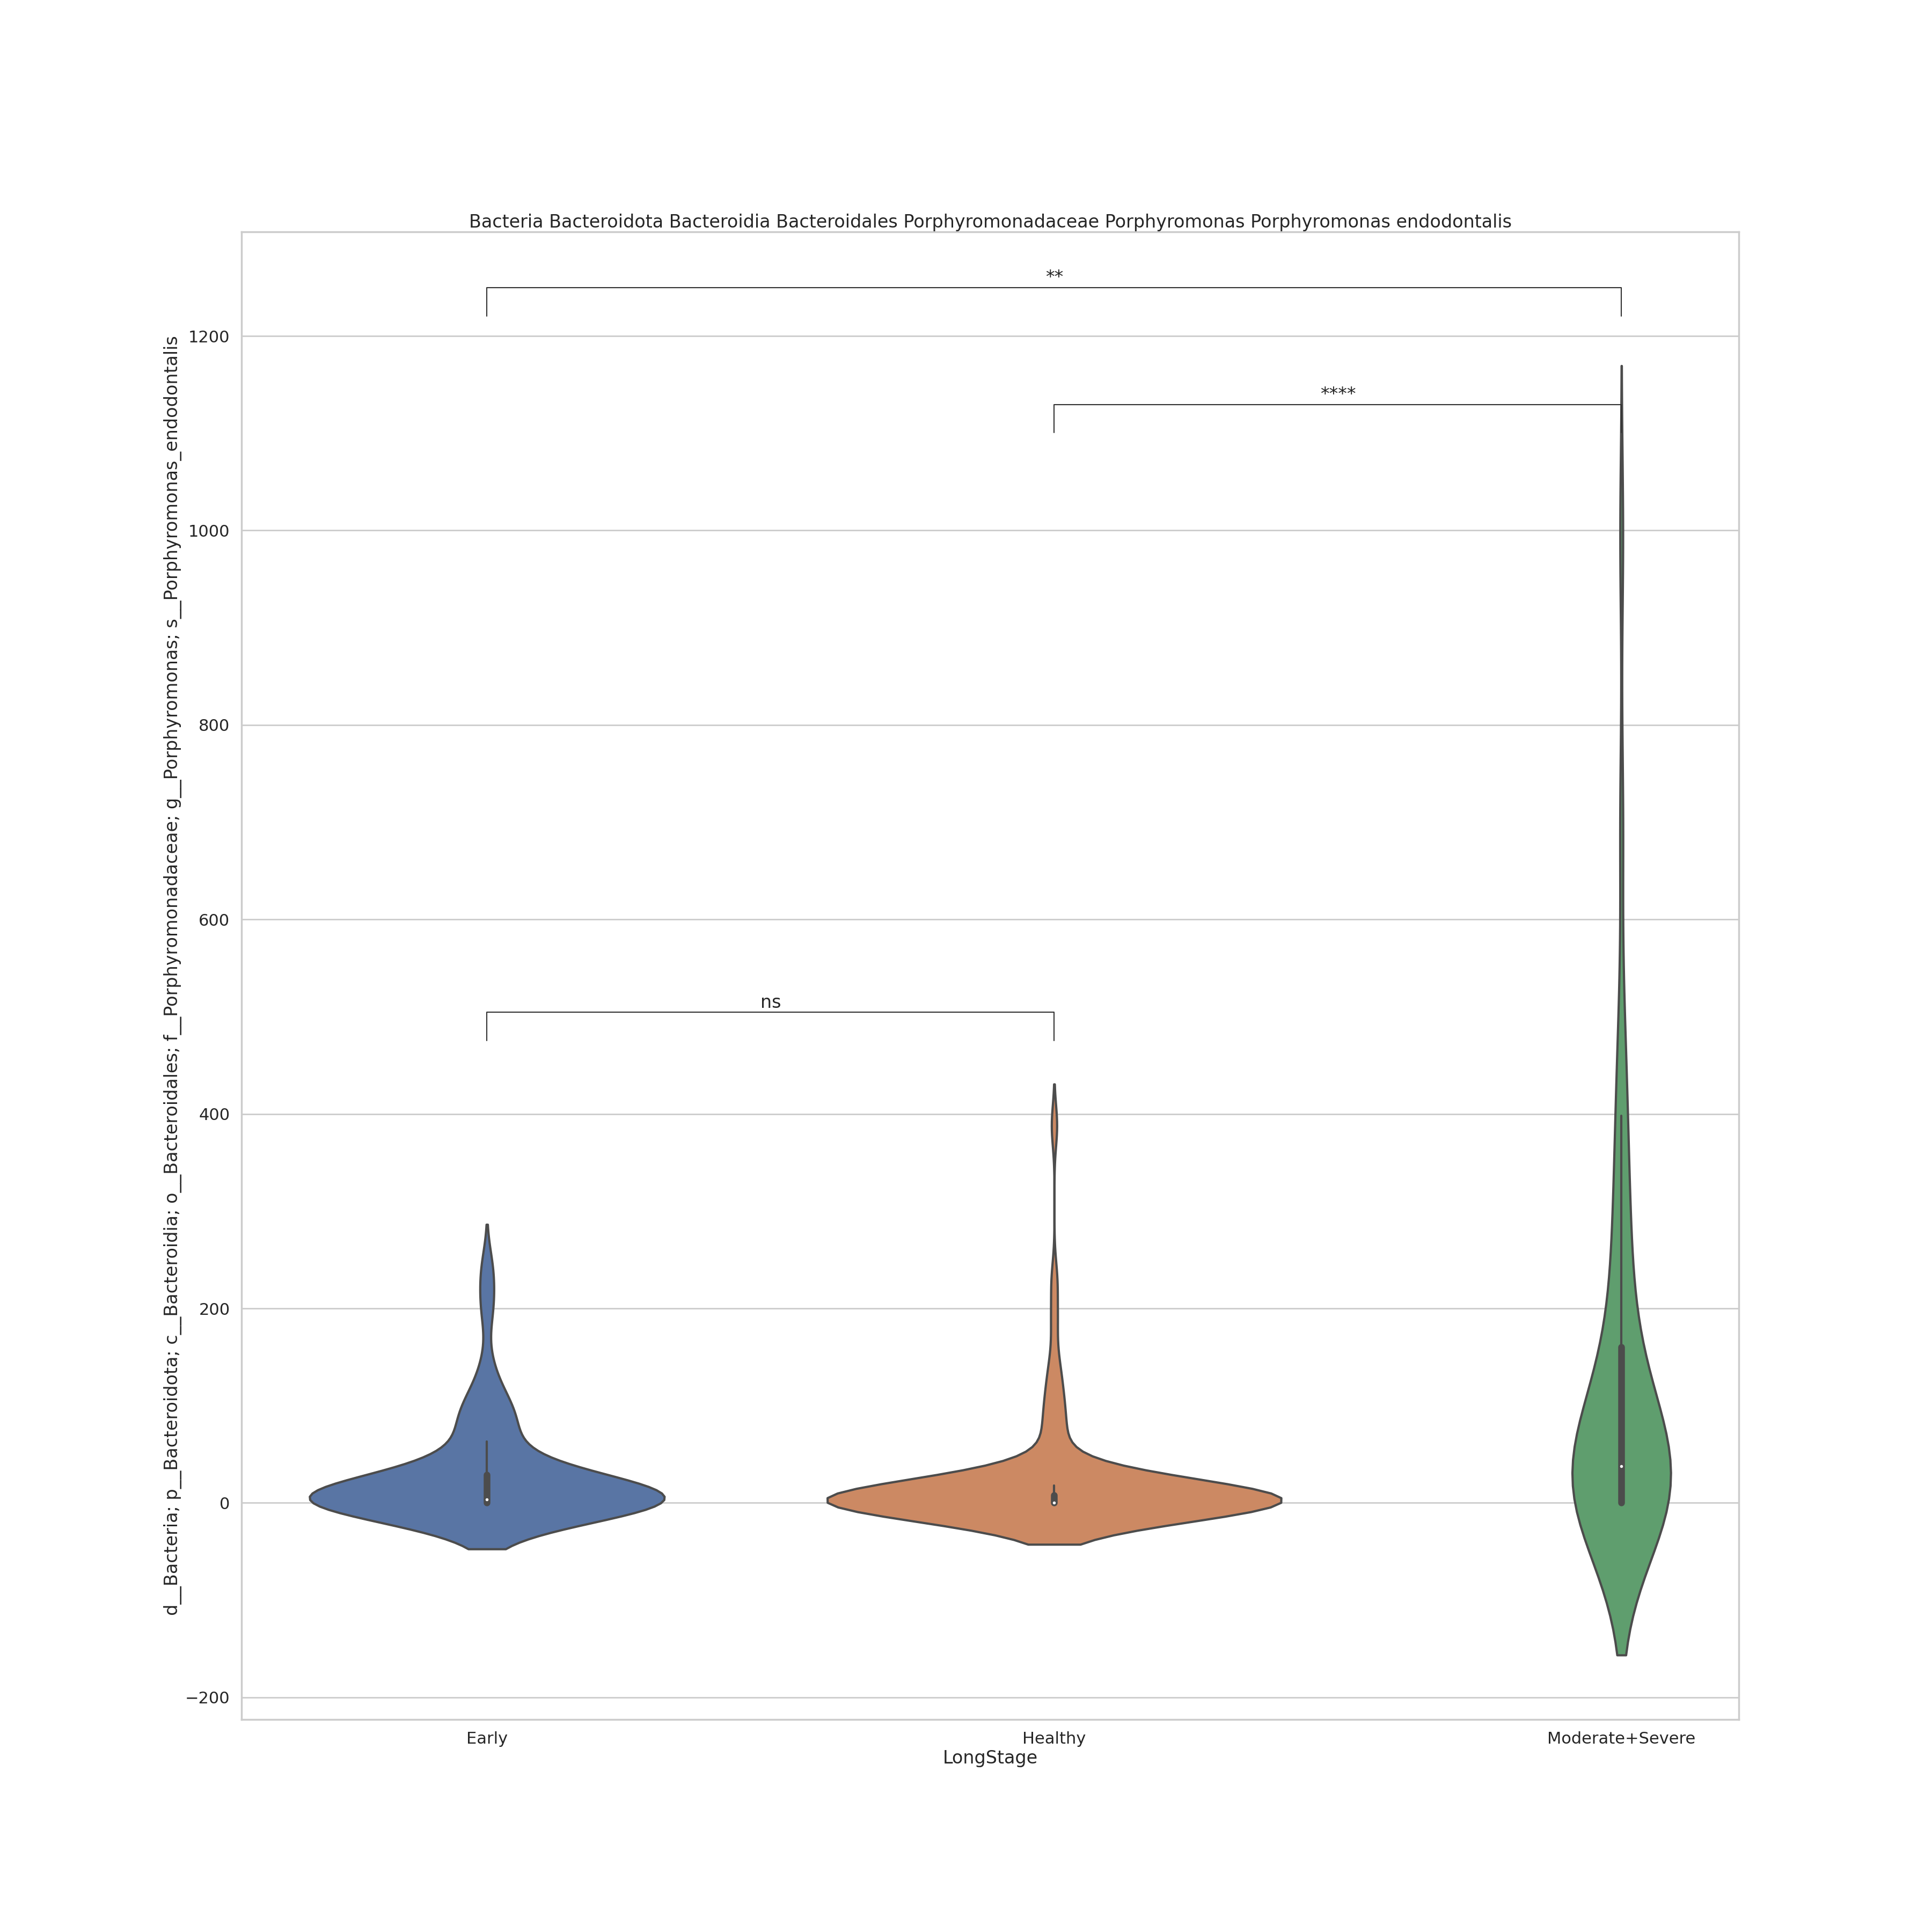 Bacteria Bacteroidota Bacteroidia Bacteroidales Porphyromonadaceae Porphyromonas Porphyromonas endodontalis
d__Bacteria; p__Bacteroidota; c__Bacteroidia; o__Bacteroidales; f__Porphyromonadaceae; g__Porphyromonas; s__Porphyromonas_endodontalis
**
1200
****
1000
800
600
ns
400
200
0
−200
Early
Healthy
Moderate+Severe
LongStage